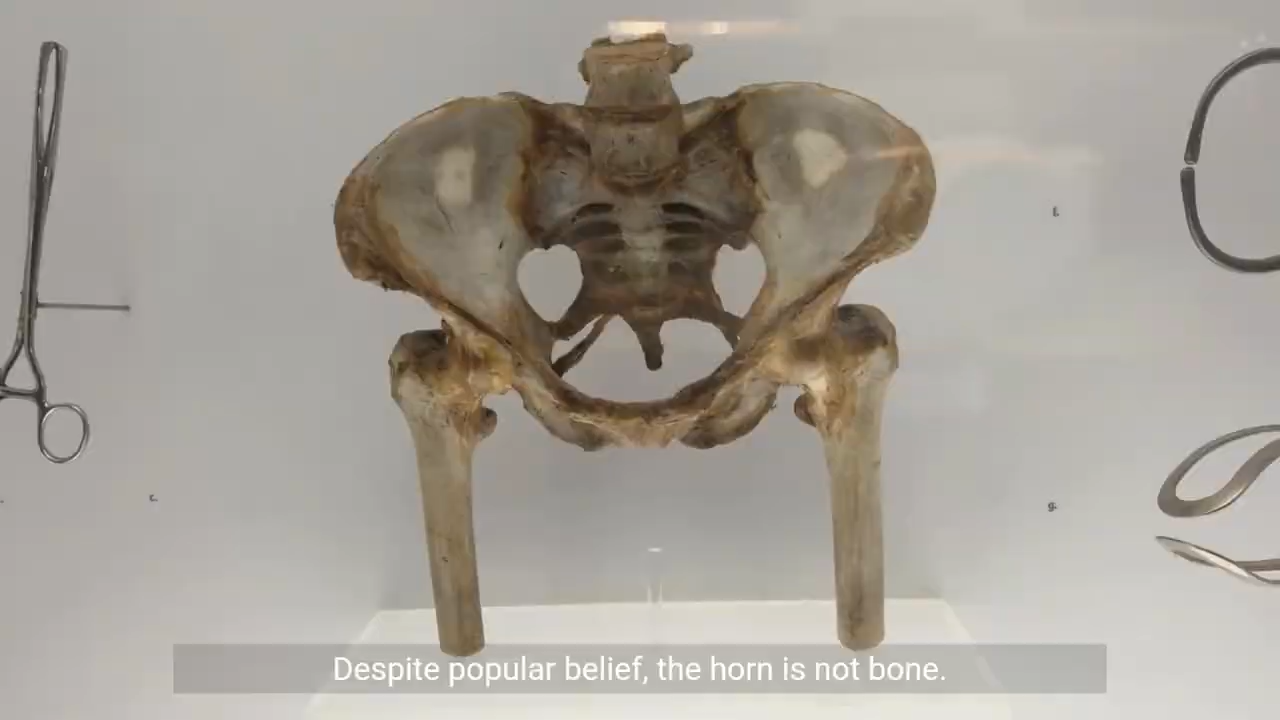 f.
c.
g.
Despite popular belief, the horn is not bone.